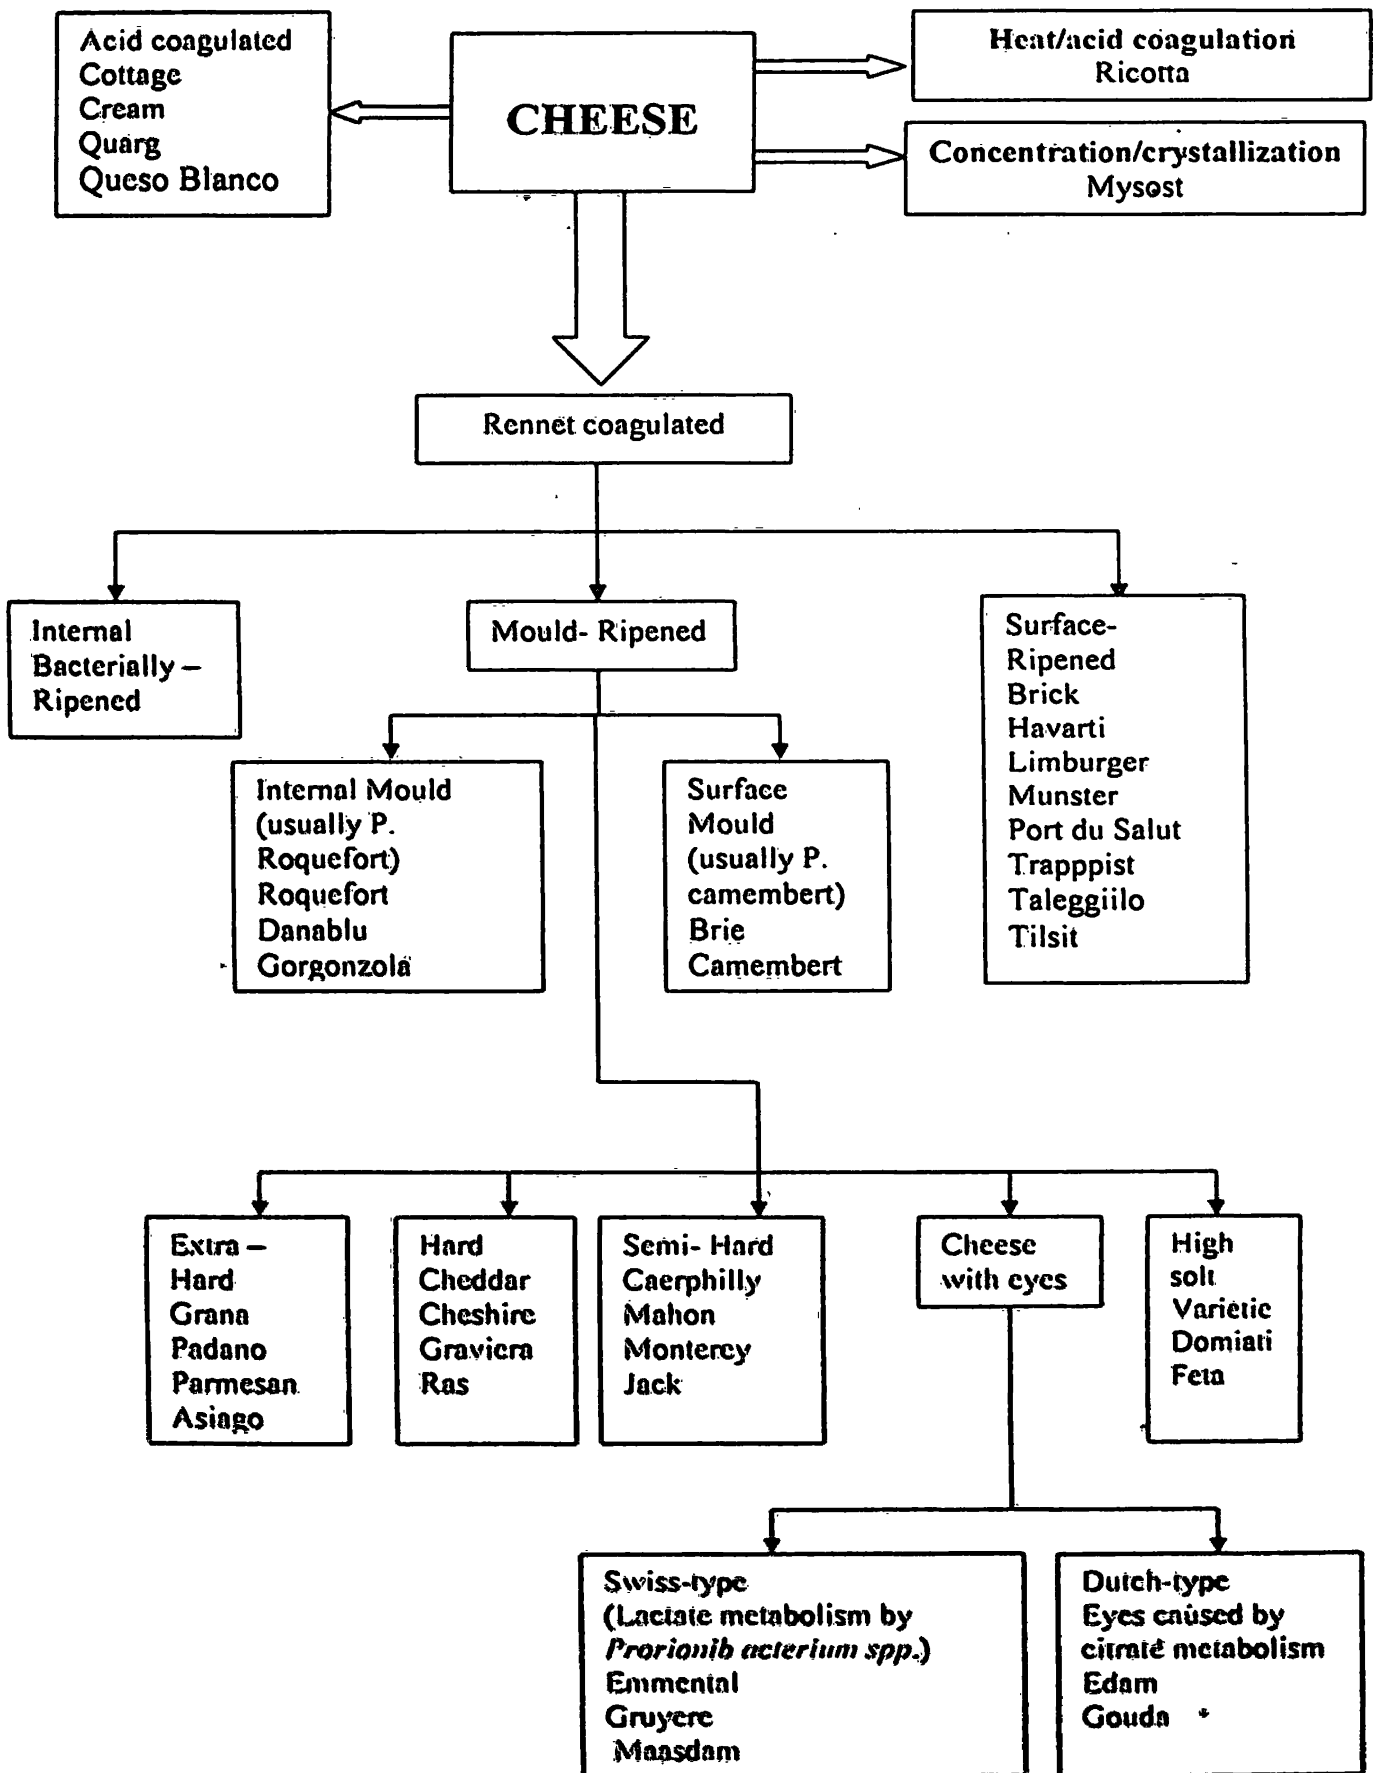 Acid coagulated
Cottage
Cream
Quarg
Queso Blanco
CHEESE
Heat/acid coagulation
Ricotta
Concentration/crystallization
Mysost
Rennet coagulated
Internal
Bacterially –
Ripened
Mould- Ripened
Surface-
Ripened
Brick
Havarti
Limburger
Munster
Port du Salut
Trapppist
Taleggiilo
Tilsit
Internal Mould
(usually P.
Roquefort)
Roquefort
Danablu
Gorgonzola
Surface
Mould
(usually P.
camembert)
Brie
Camembert
Extra –
Hard
Grana
Padano
Parmesan
Asiago
Hard
Cheddar
Cheshire
Graviera
Ras
Semi- Hard
Caerphilly
Mahon
Monterey
Jack
Cheese
with eyes
High
solt
Varietie
Domiati
Feta
Swiss-type
(Lactate metabolism by
Prorionib acterium spp.)
Emmental
Gruyere
Maasdam
Dutch-type
Eyes caused by
citrate metabolism
Edam
Gouda